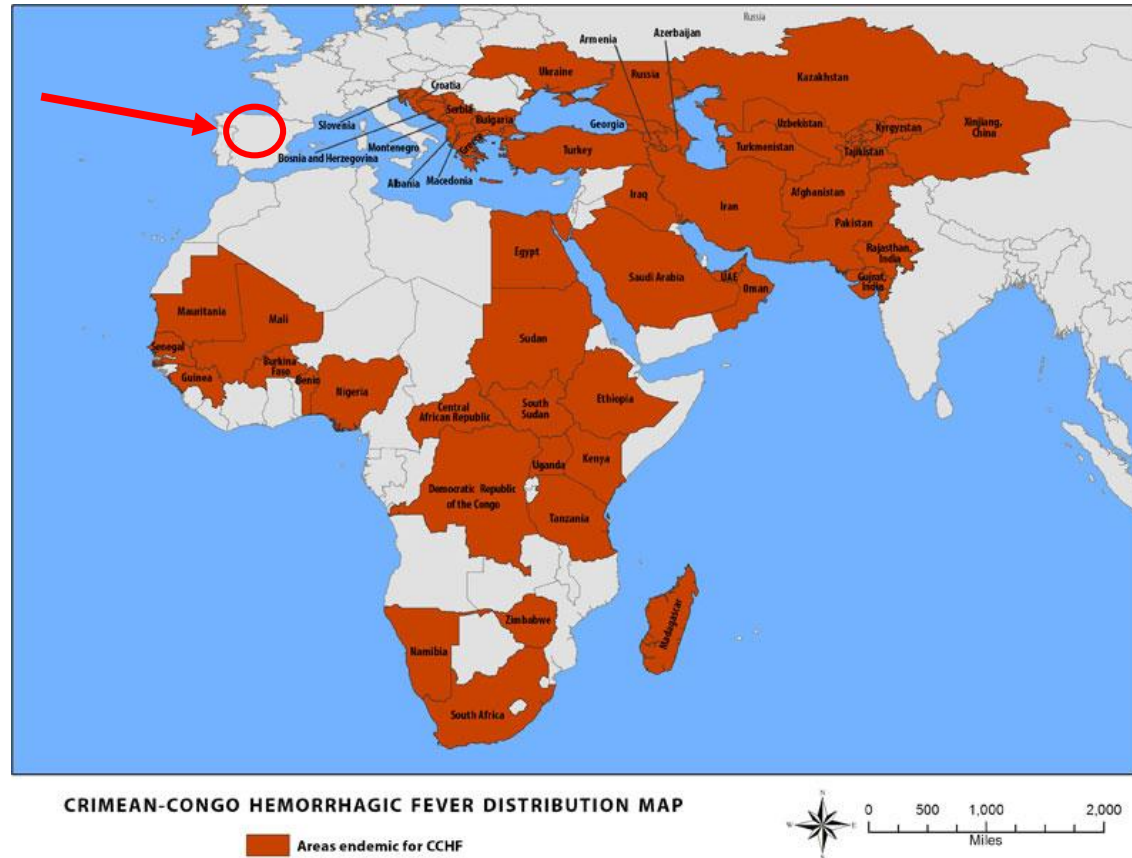 Russia
Armenia
Azerbaijan
Ukraine
Russia
Kazakhstan
Croatia
Serbia
Bulgaria
Slovenia
Georgia
Uzbekistan
Kyrgyzstan
Xinjiang,
China
Bosnia and Herzegovina
Montenegro
Greece
Turkey
Turkmenistan
Tajikistan
Albania
Macedonia
Iraq
Iran
Afghanistan
Pakistan
Egypt
Saudi Arabia
UAE
Oman
Rajasthan,
India
Gujrat,
India
Mauritania
Mali
Sudan
Senegal
Burkina
Faso
Guinea
Benin
Nigeria
Central
African Republic
South
Sudan
Ethiopia
Uganda
Kenya
Democratic Republic
of the Congo
Tanzania
Zimbabwe
Madagascar
Namibia
South Africa
CRIMEAN-CONGO HEMORRHAGIC FEVER DISTRIBUTION MAP
Areas endemic for CCHF
N
W
E
S
0 500 1,000 2,000
Miles